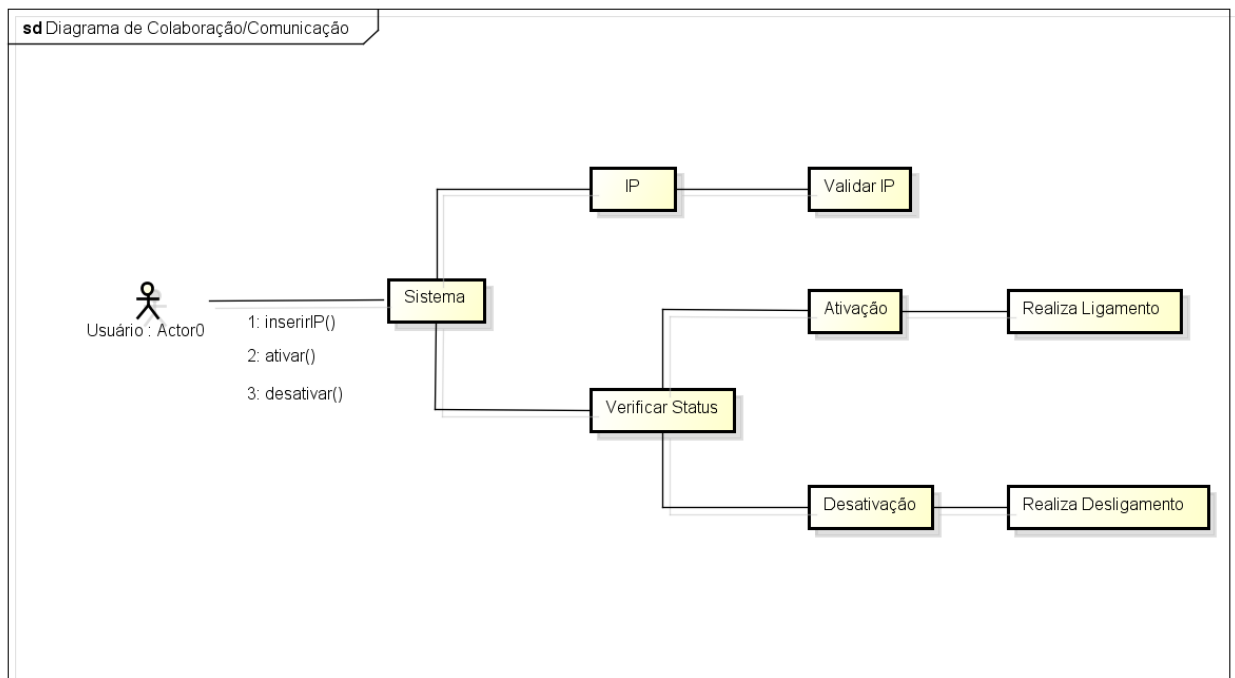 sd Diagrama de Colaboração/Comunicação
IP
Validar IP
Sistema
Usuário : Actor0
1: inserirIP()
2: ativar()
3: desativar()
Ativação
Realiza Ligamento
Verificar Status
Desativação
Realiza Desligamento